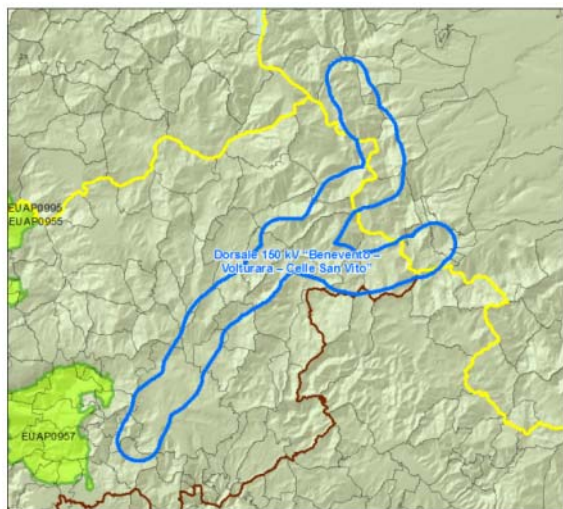 EUAP0995
EUAP0955
Dorsale 150 kV "Benevento –
Volturara – Celle San Vito"
EUAP0957